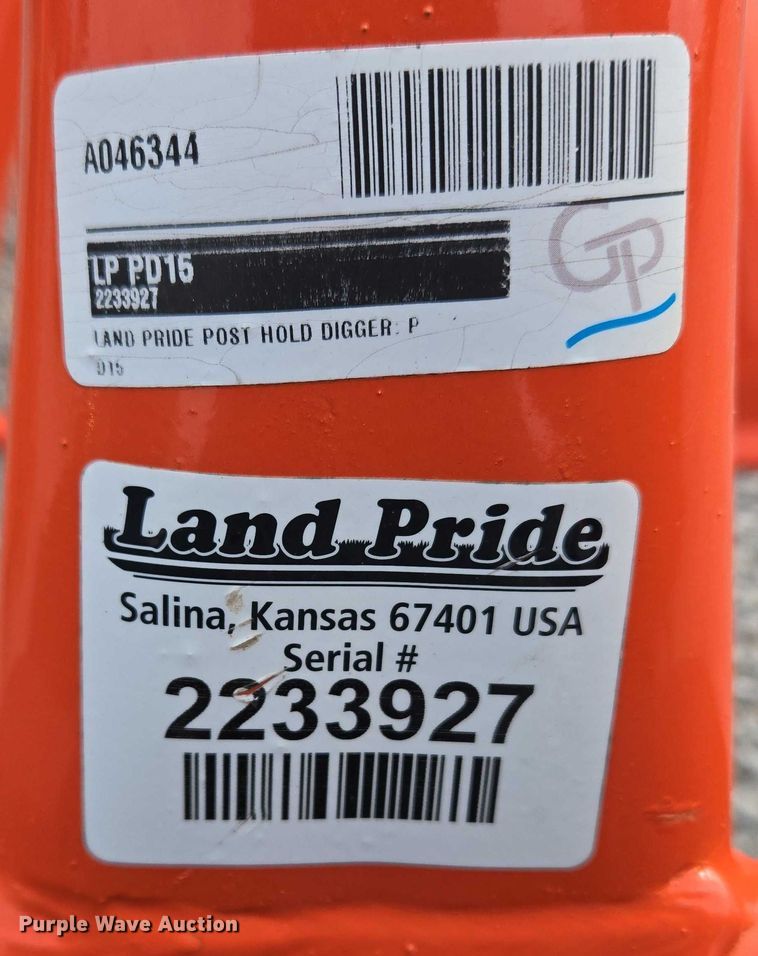 A046344
LP PD15
2233927
LAND PRIDE POST HOLD DIGGER: P
D15
GP
Land Pride
Salina, Kansas 67401 USA
Serial #
2233927
Purple Wave Auction